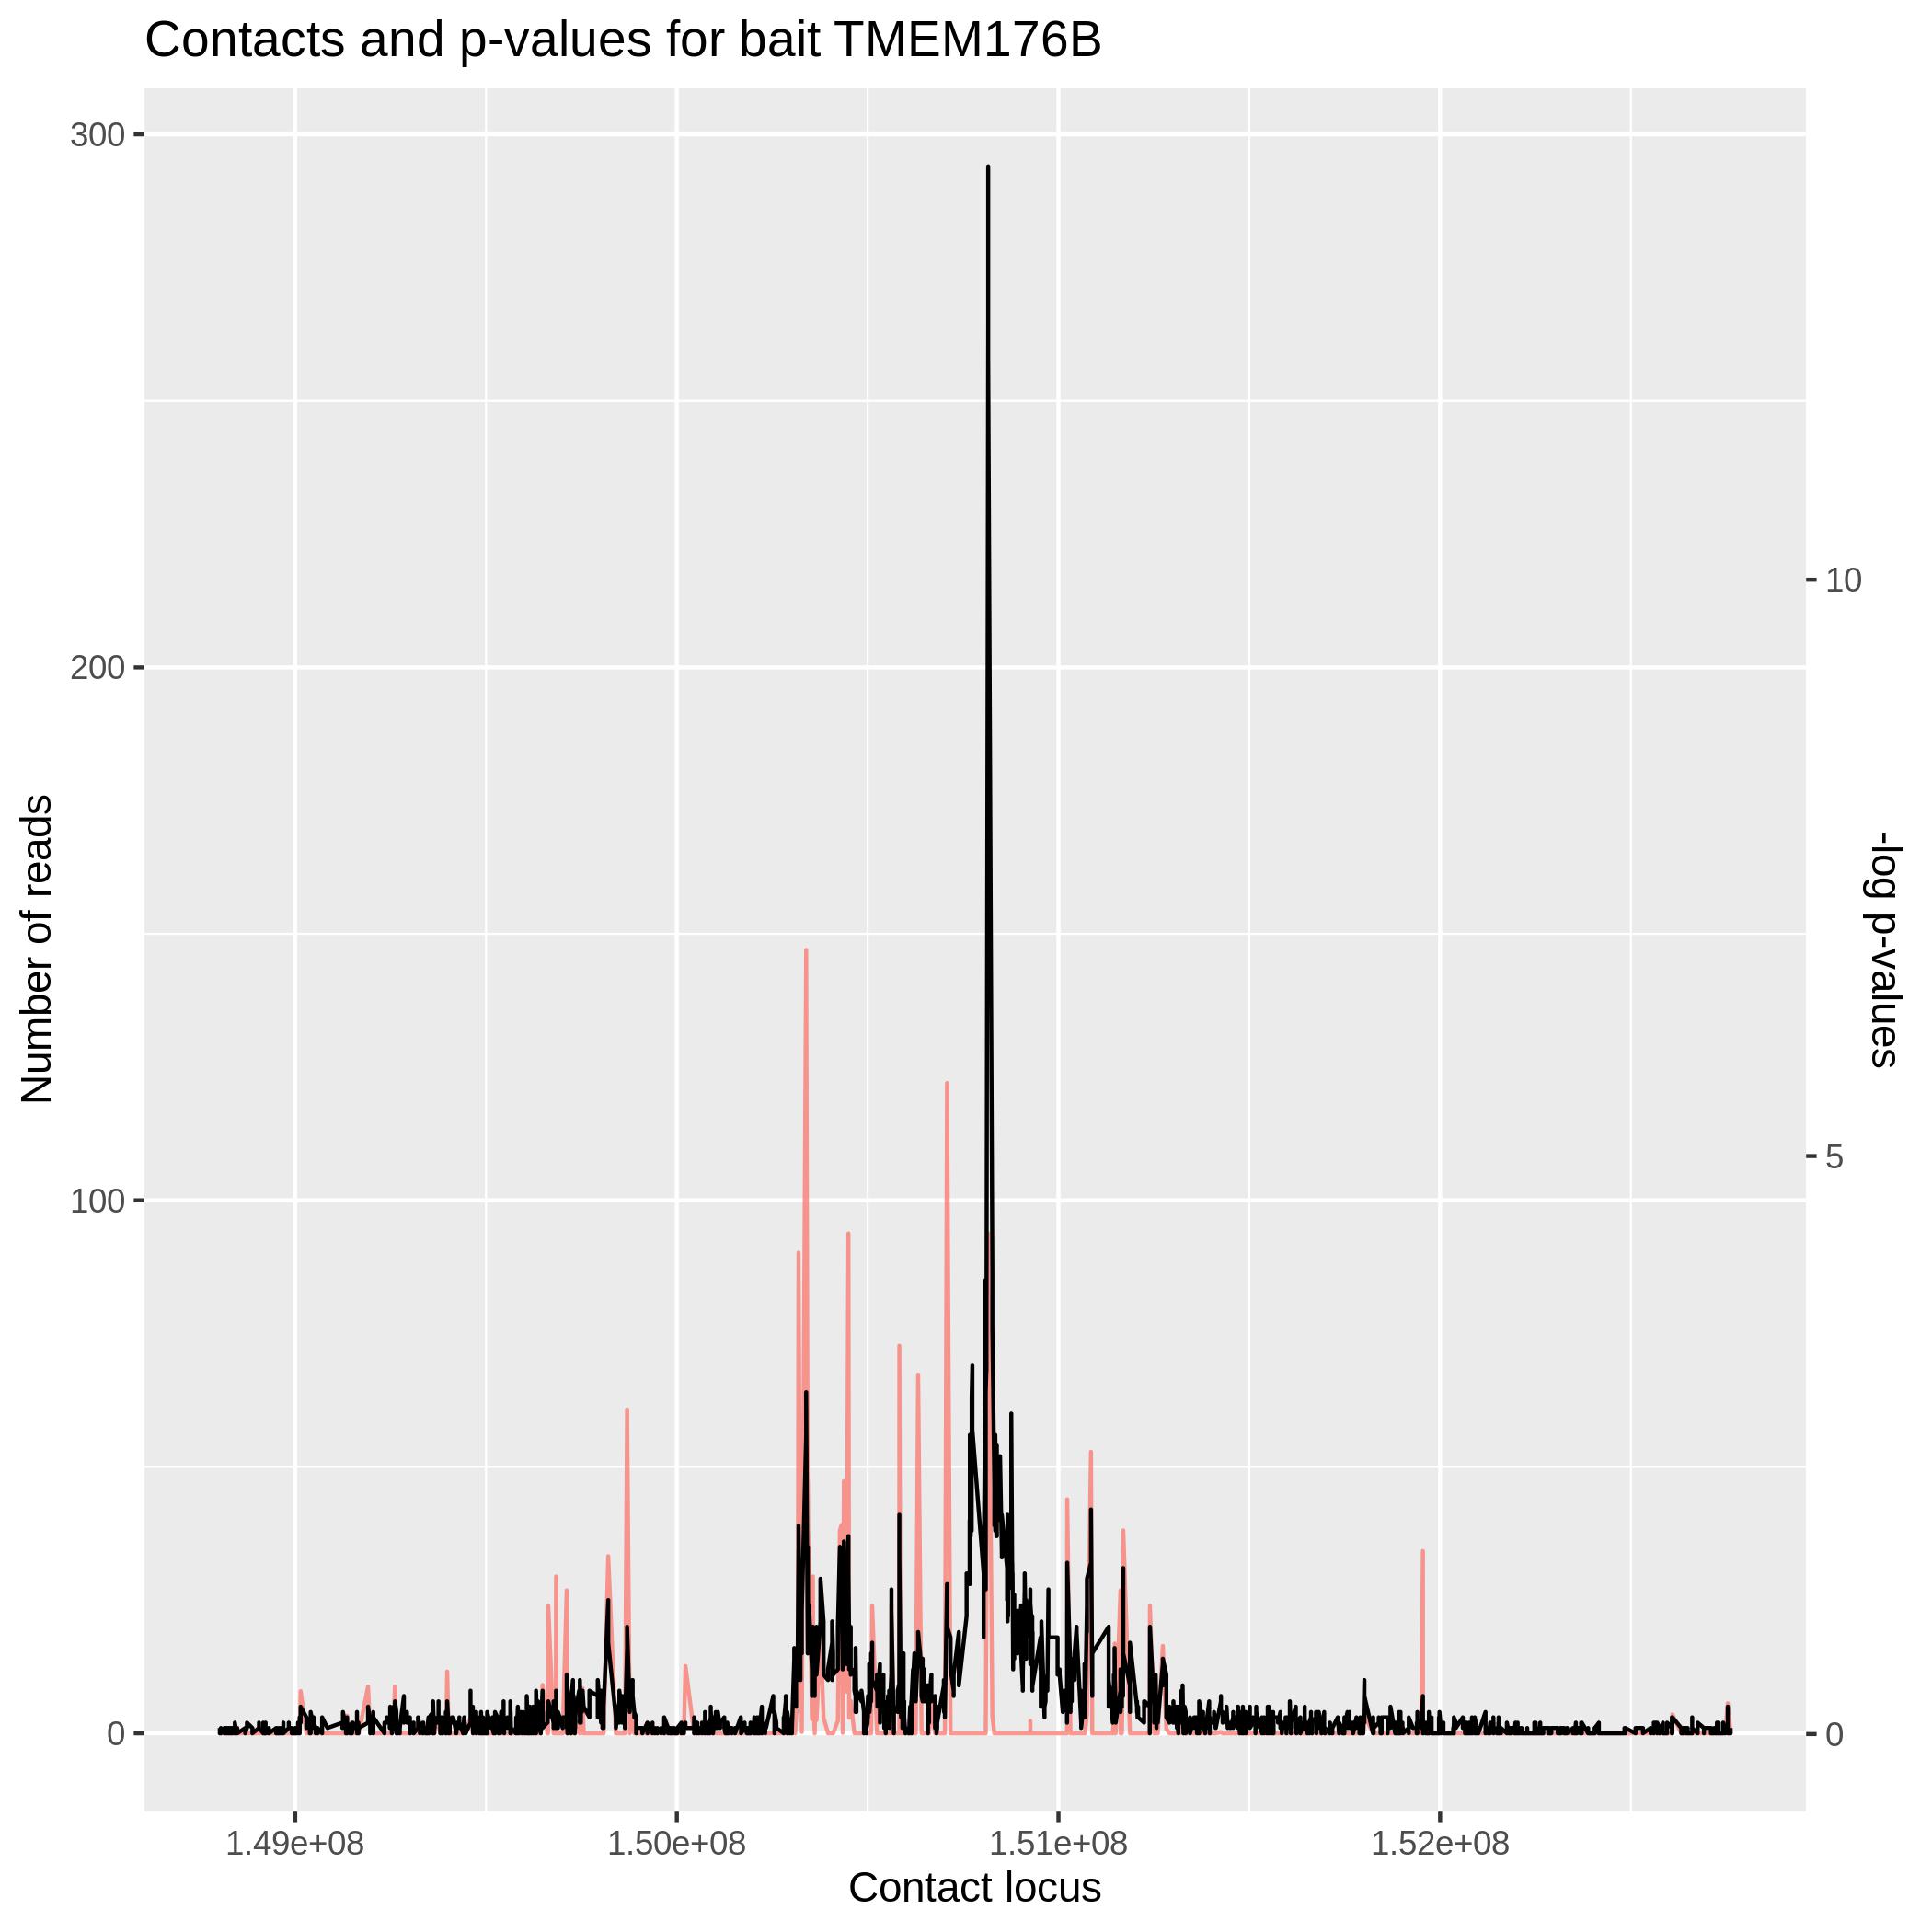 Contacts and p-values for bait TMEM176B
300
200
100
0
Number of reads
10
5
0
-log p-values
1.49e+08
1.50e+08
1.51e+08
1.52e+08
Contact locus